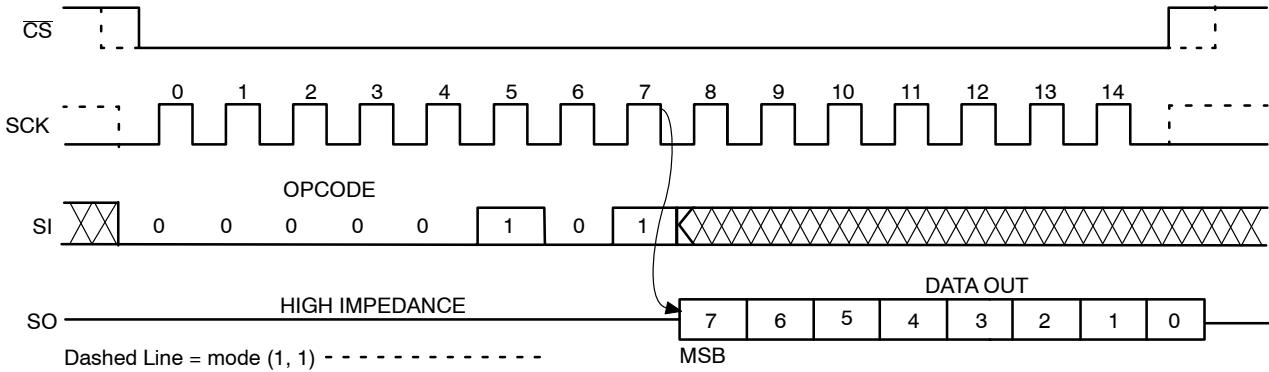 CS
0 1 2 3 4 5 6 7 8 9 10 11 12 13 14
SCK
OPCODE
SI 0 0 0 0 0 1 0 1
DATA OUT
HIGH IMPEDANCE
SO 7 6 5 4 3 2 1 0
Dashed Line = mode (1, 1)
MSB